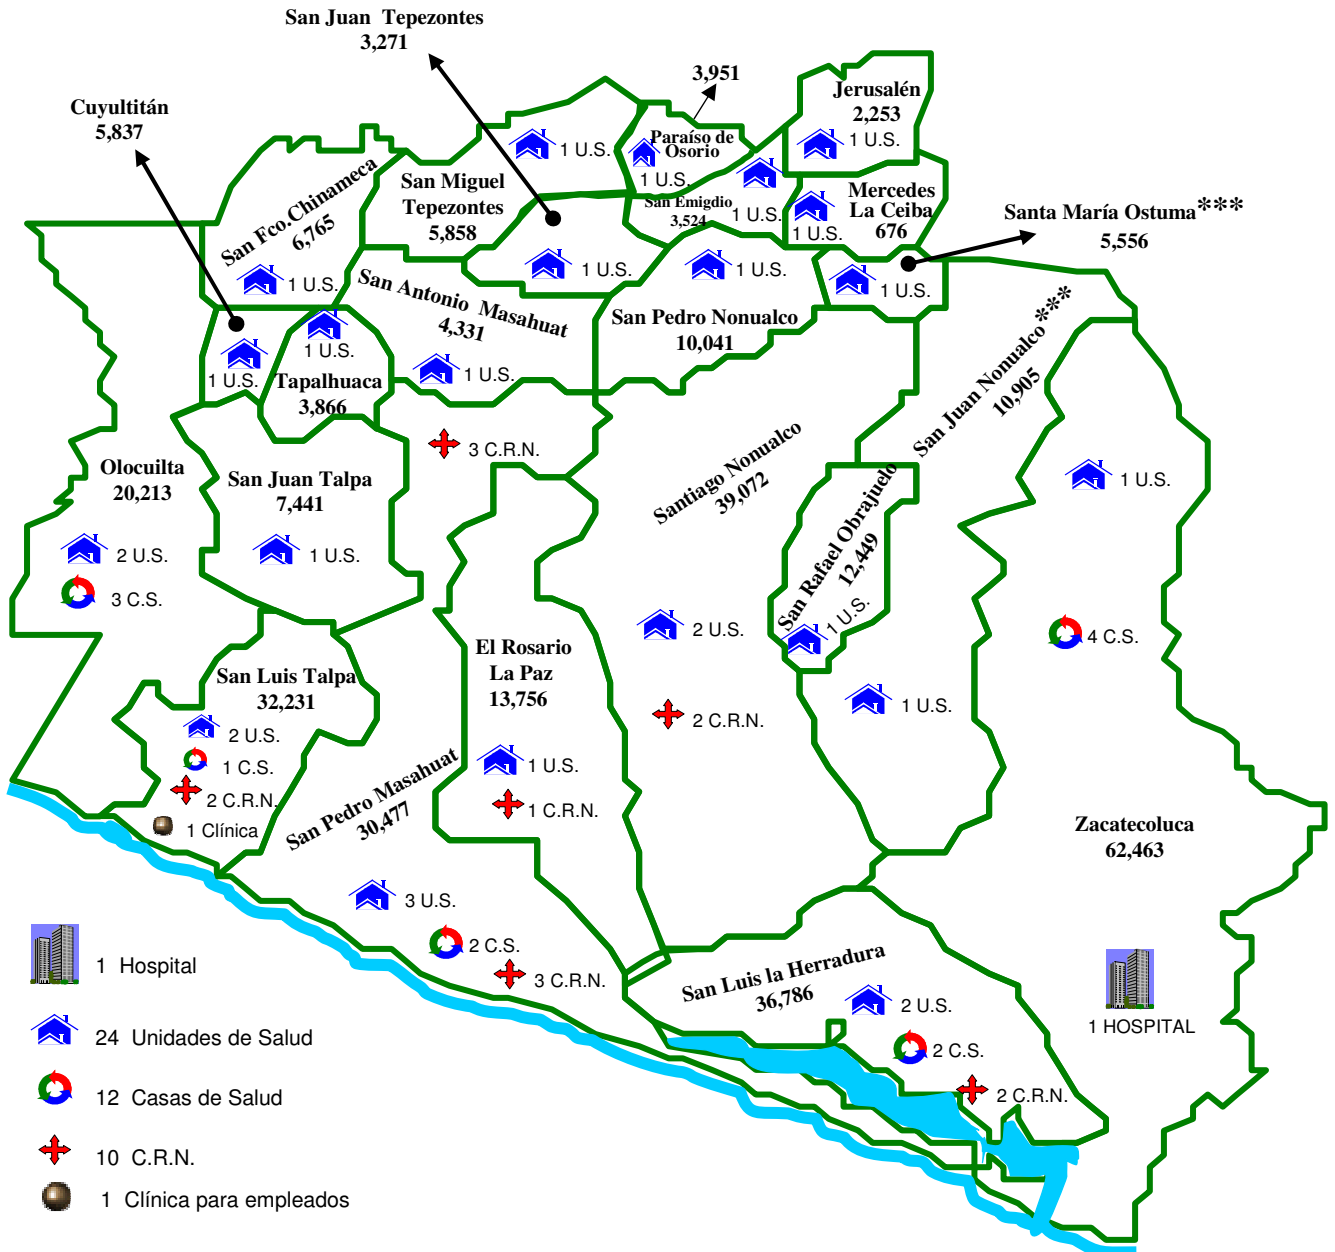 San Juan Tepezontes
3,271
3,951
Jerusalén
2,253
1 U.S.
Cuyultitán
5,837
Paraíso de
Osorio
1 U.S.
1 U.S.
San Miguel
Tepezontes
5,858
San Emigdio
3,524
1 U.S.
Mercedes
La Ceiba
676
1 U.S.
Santa María Ostuma***
5,556
San Fco.Chinameca
6,765
1 U.S.
1 U.S.
1 U.S.
1 U.S.
San Antonio Masahuat
4,331
1 U.S.
San Pedro Nonualco
10,041
San Juan Nonualco***
10,905
1 U.S.
1 U.S.
Tapalhuaca
3,866
3 C.R.N.
Olocuilta
20,213
2 U.S.
3 C.S.
San Juan Talpa
7,441
1 U.S.
Santiago Nonualco
39,072
2 U.S.
2 C.R.N.
San Rafael Obrajuelo
12,449
1 U.S.
1 U.S.
4 C.S.
1 U.S.
El Rosario
La Paz
13,756
1 U.S.
1 C.R.N.
San Luis Talpa
32,231
2 U.S.
1 C.S.
2 C.R.N.
1 Clínica
San Pedro Masahuat
30,477
3 U.S.
2 C.S.
3 C.R.N.
Zacatecoluca
62,463
1 HOSPITAL
San Luis la Herradura
36,786
2 U.S.
2 C.S.
2 C.R.N.
1 Hospital
24 Unidades de Salud
12 Casas de Salud
10 C.R.N.
1 Clínica para empleados